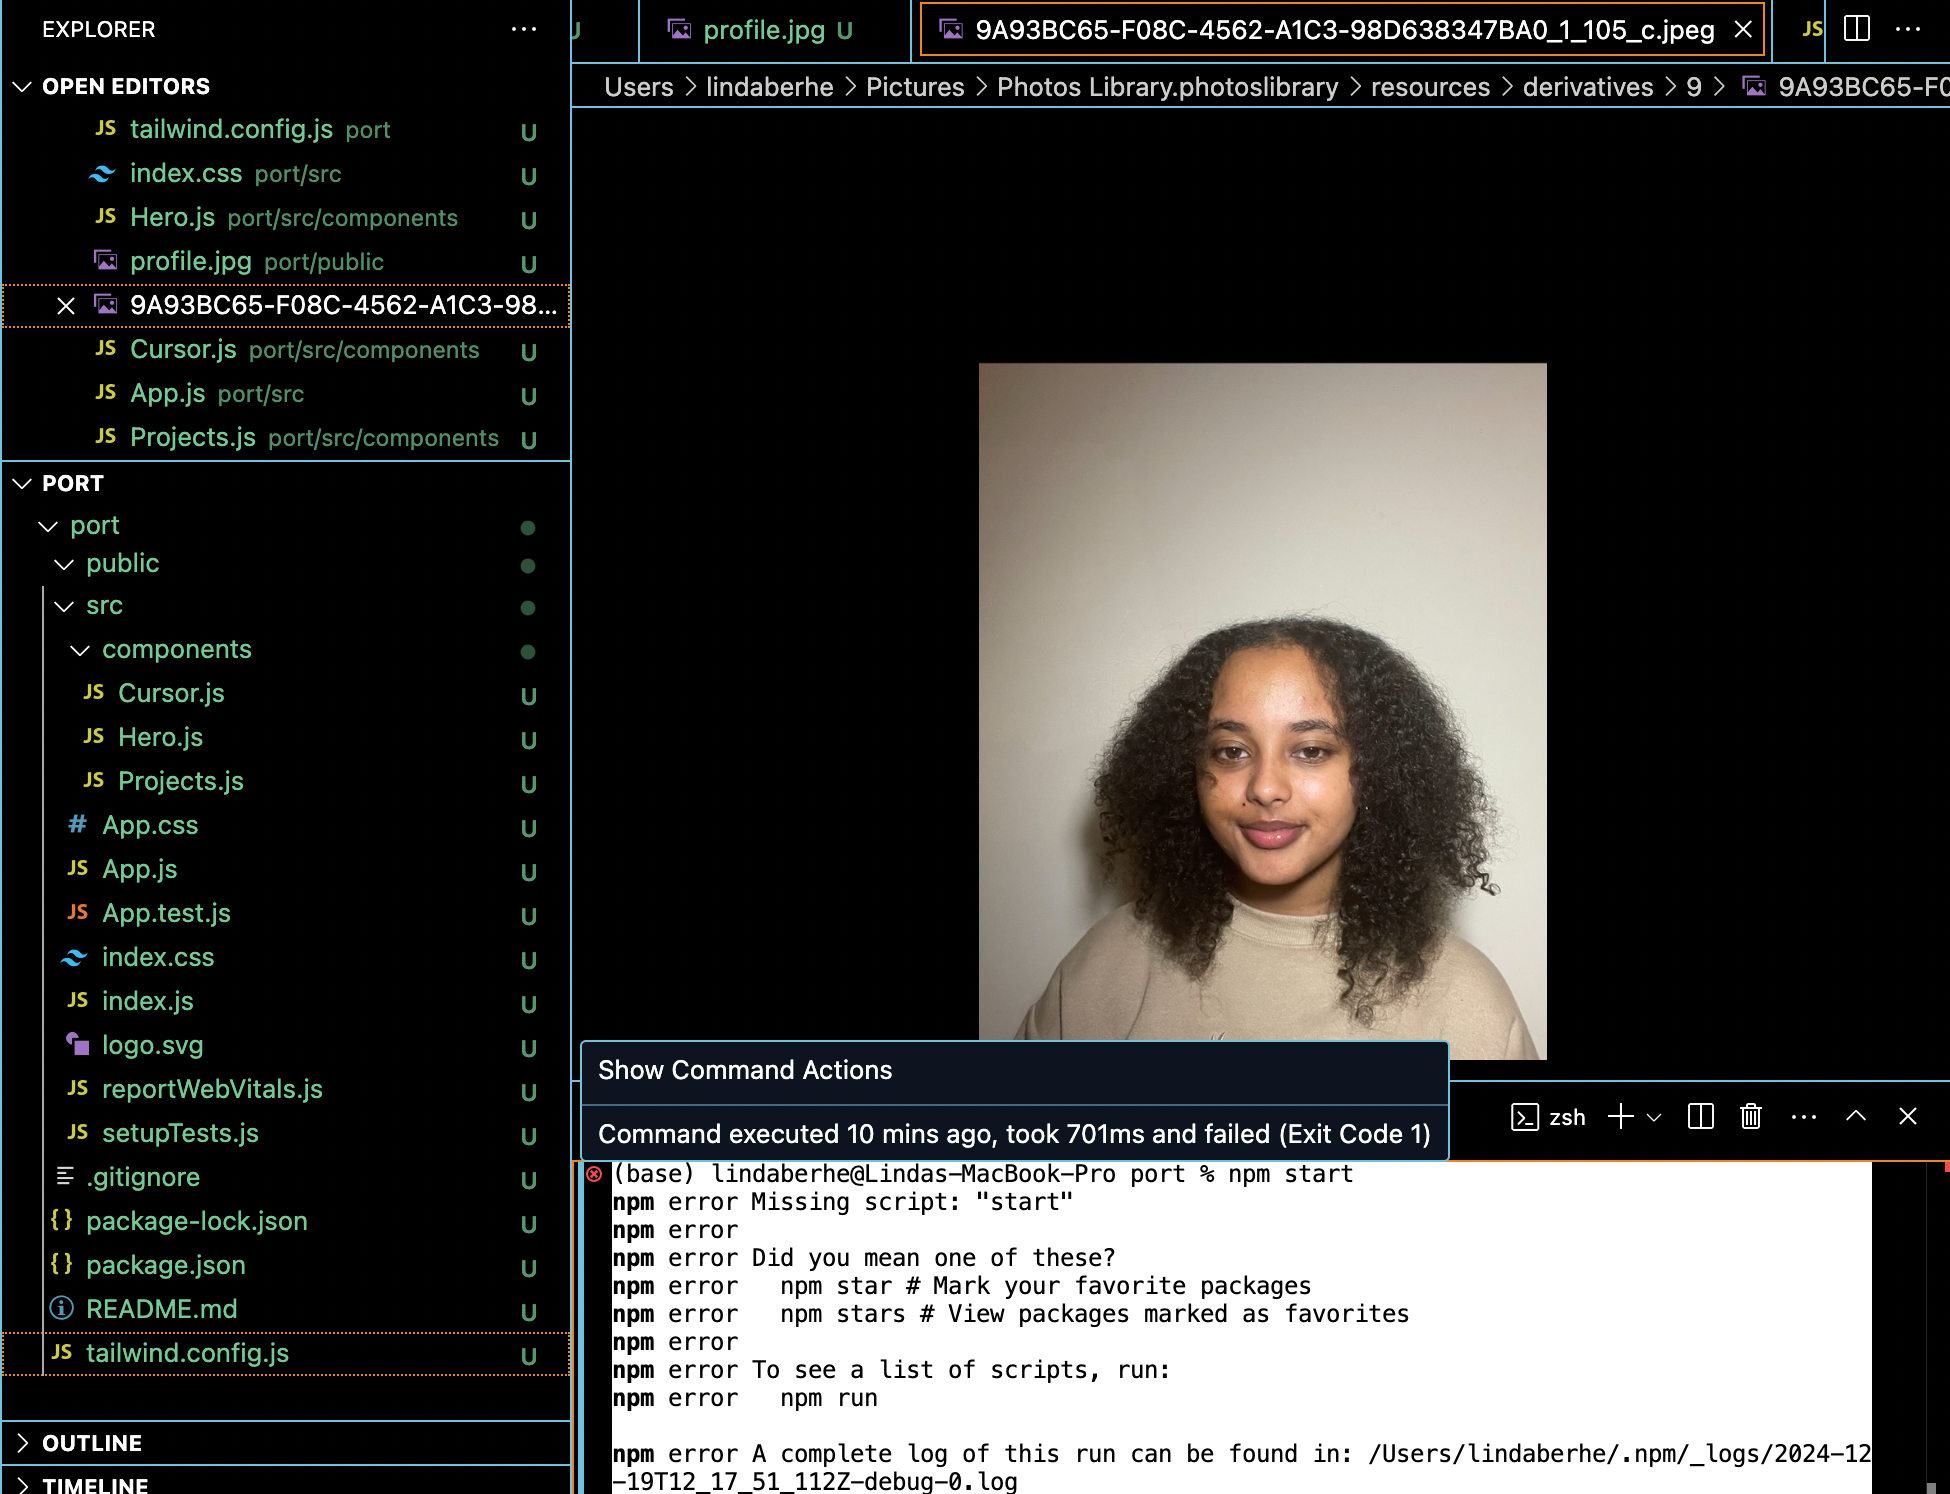 EXPLORER
OPEN EDITORS
JS tailwind.config.js port U
index.css port/src U
JS Hero.js port/src/components U
profile.jpg port/public U
9A93BC65-F08C-4562-A1C3-98...
JS Cursor.js port/src/components U
JS App.js port/src U
JS Projects.js port/src/components U
PORT
port
public
src
components
JS Cursor.js U
JS Hero.js U
JS Projects.js U
# App.css U
JS App.js U
JS App.test.js U
index.css U
JS index.js U
logo.svg U
JS reportWebVitals.js U
JS setupTests.js U
.gitignore U
{} package-lock.json U
{} package.json U
README.md U
JS tailwind.config.js U
OUTLINE
TIMELINE
U profile.jpg U 9A93BC65-F08C-4562-A1C3-98D638347BA0_1_105_c.jpeg JS
Users > lindaberhe > Pictures > Photos Library.photoslibrary > resources > derivatives > 9 > 9A93BC65-F0
Show Command Actions
Command executed 10 mins ago, took 701ms and failed (Exit Code 1)
zsh
(base) lindaberhe@Lindas-MacBook-Pro port % npm start
npm error Missing script: "start"
npm error
npm error Did you mean one of these?
npm error   npm star # Mark your favorite packages
npm error   npm stars # View packages marked as favorites
npm error
npm error To see a list of scripts, run:
npm error   npm run
npm error A complete log of this run can be found in: /Users/lindaberhe/.npm/_logs/2024-12
-19T12_17_51_112Z-debug-0.log